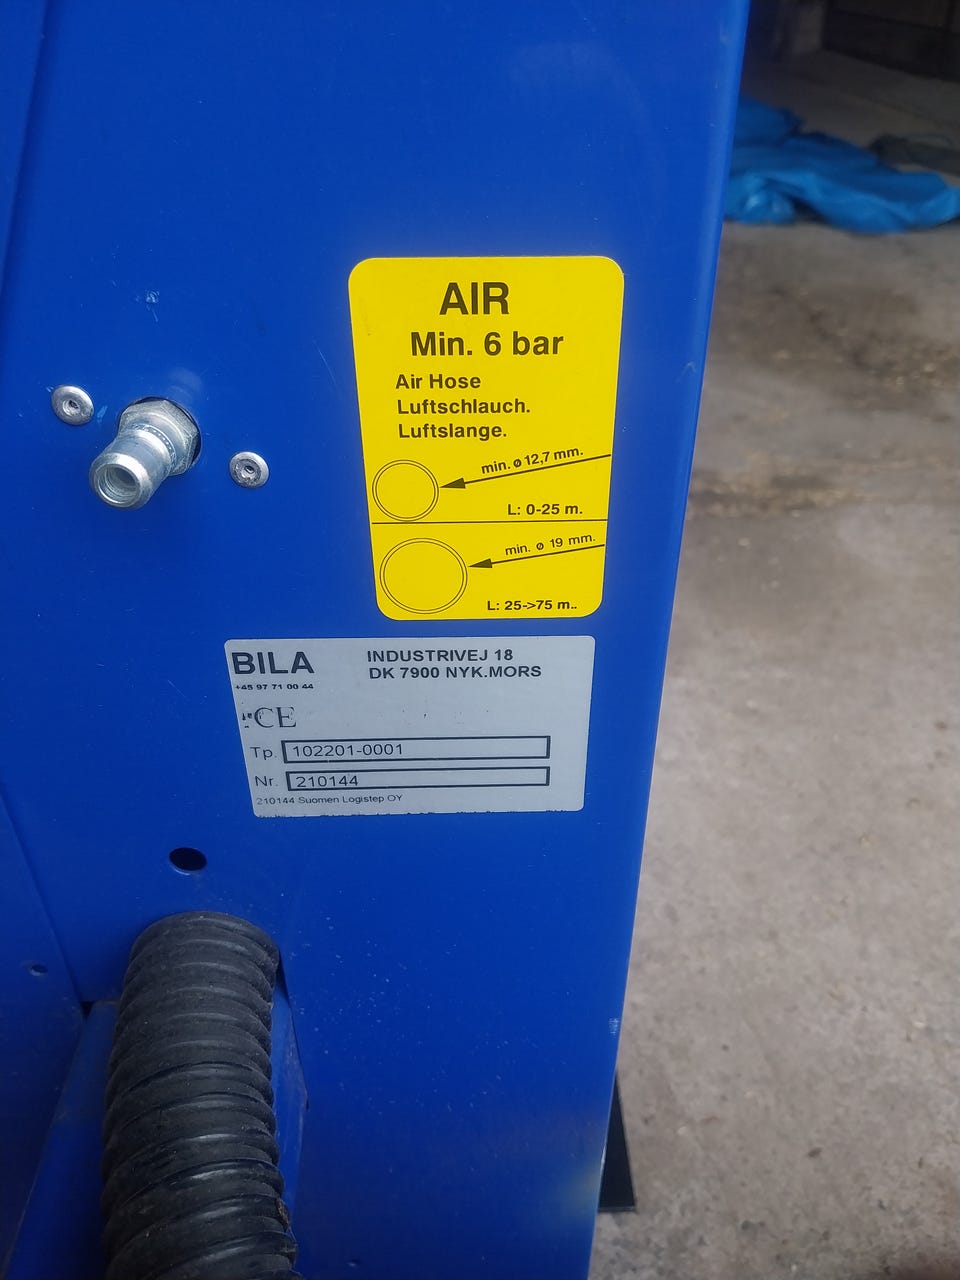 AIR
Min. 6 bar
Air Hose
Luftschlauch.
Luftslange.
min. ø 12,7 mm.
L: 0-25 m.
min. ø 19 mm.
L: 25->75 m..
BILA
INDUSTRIVEJ 18
DK 7900 NYK.MORS
+45 97 71 00 44
CE
Tp. 102201-0001
Nr. 210144
210144 Suomen Logistep OY